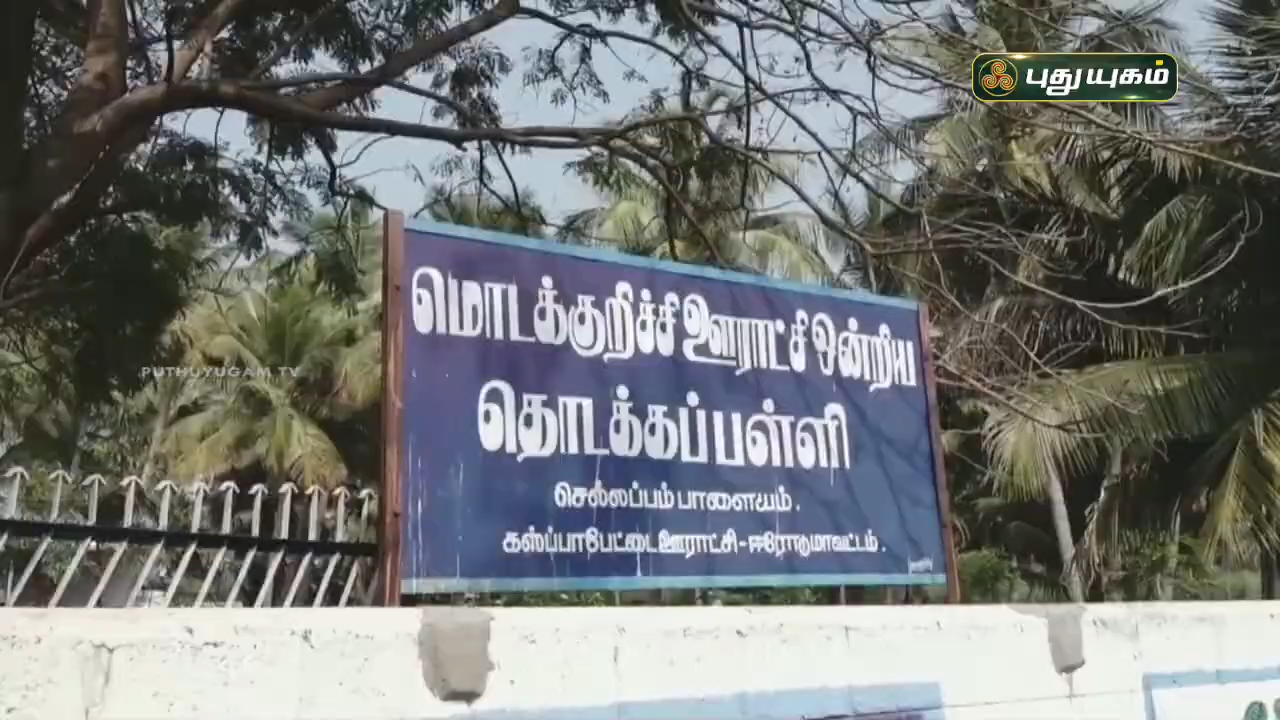 புதுயுகம்
மொடக்குறிச்சி ஊராட்சி ஒன்றிய
PUTHUYUGAM TV
தொடக்கப்பள்ளி
செல்லப்பம் பாளையம்.
கஸ்ப்பாபேட்டை ஊராட்சி - ஈரோடு மாவட்டம்.